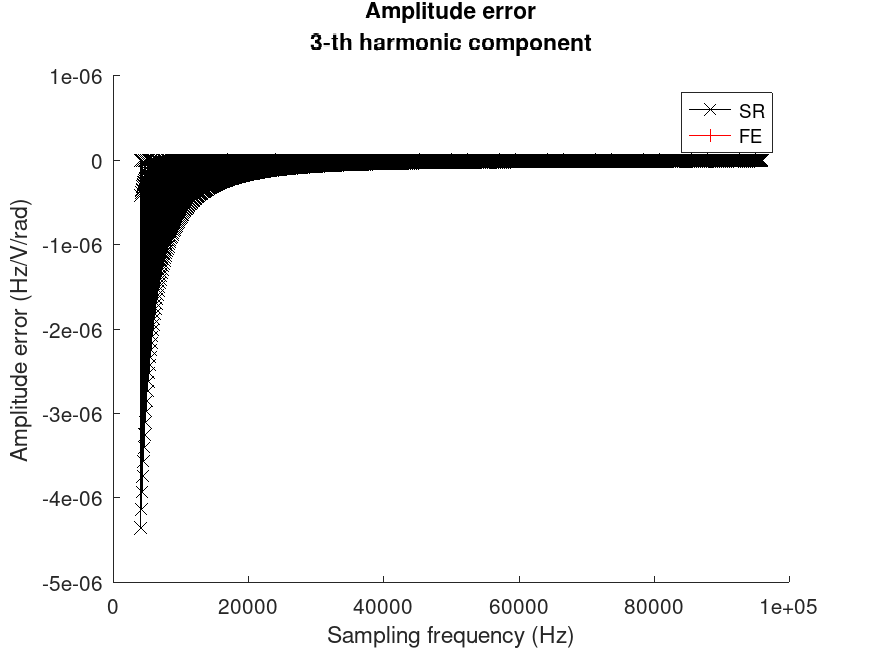 Amplitude error
3-th harmonic component
1e-06
0
-1e-06
-2e-06
-3e-06
-4e-06
-5e-06
Amplitude error (Hz/V/rad)
SR
FE
0
20000
40000
60000
80000
1e+05
Sampling frequency (Hz)